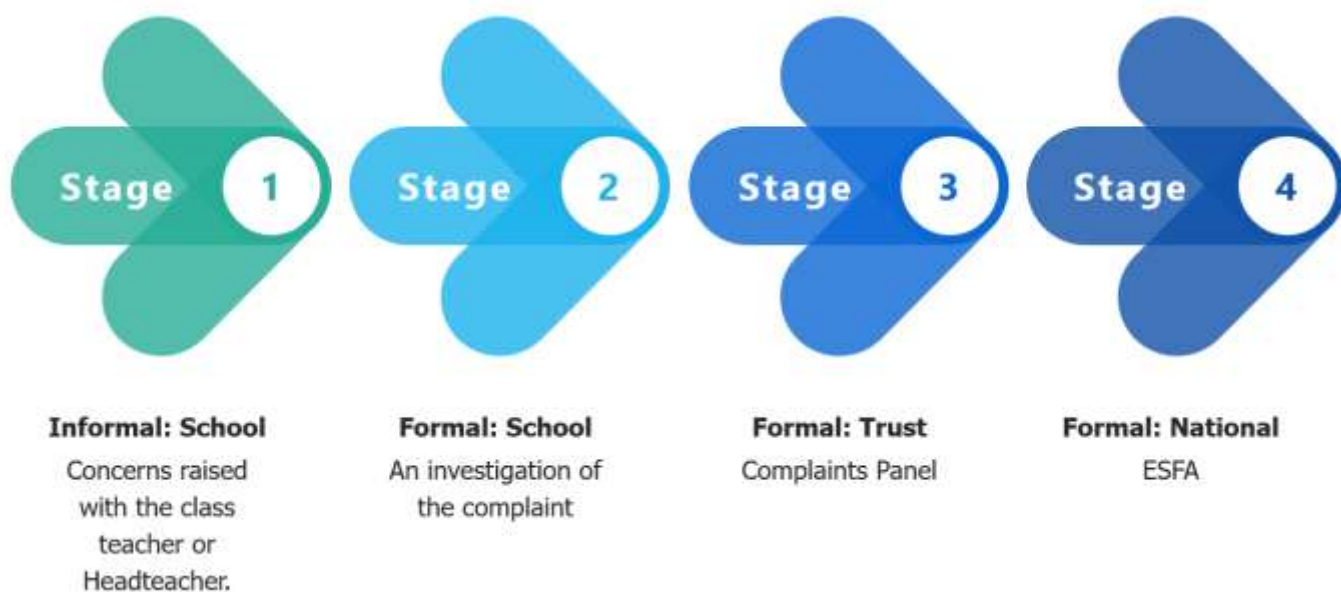 Stage 1
Stage 2
Stage 3
Stage 4
Informal: School
Concerns raised
with the class
teacher or
Headteacher.
Formal: School
An investigation of
the complaint
Formal: Trust
Complaints Panel
Formal: National
ESFA